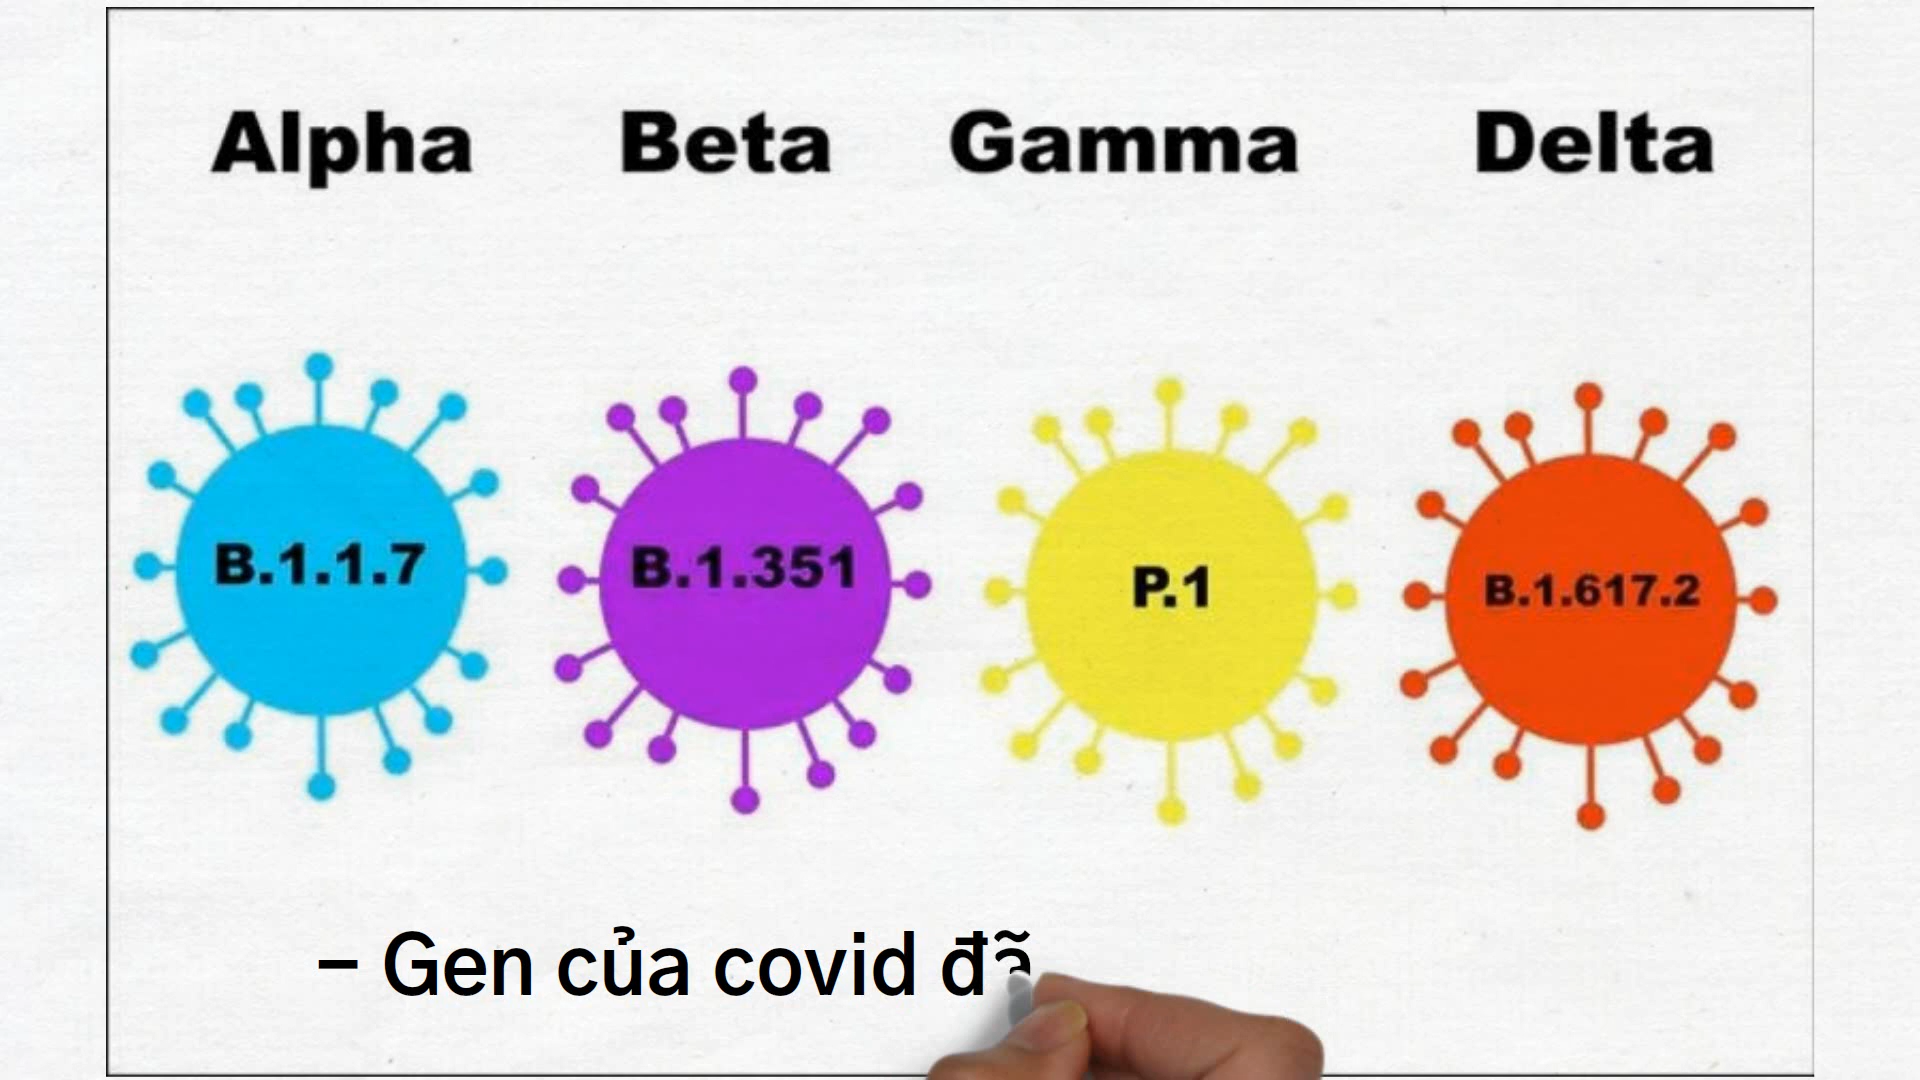 Alpha Beta Gamma Delta
B.1.1.7 B.1.351 P.1 B.1.617.2
- Gen của covid đã